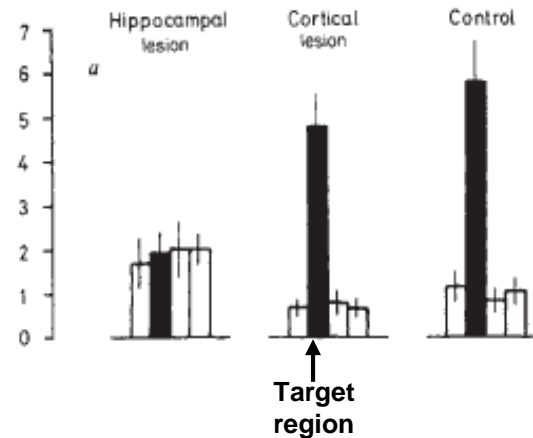 Hippocampal lesion
Cortical lesion
Control
a
7
6
5
4
3
2
1
0
Target
region